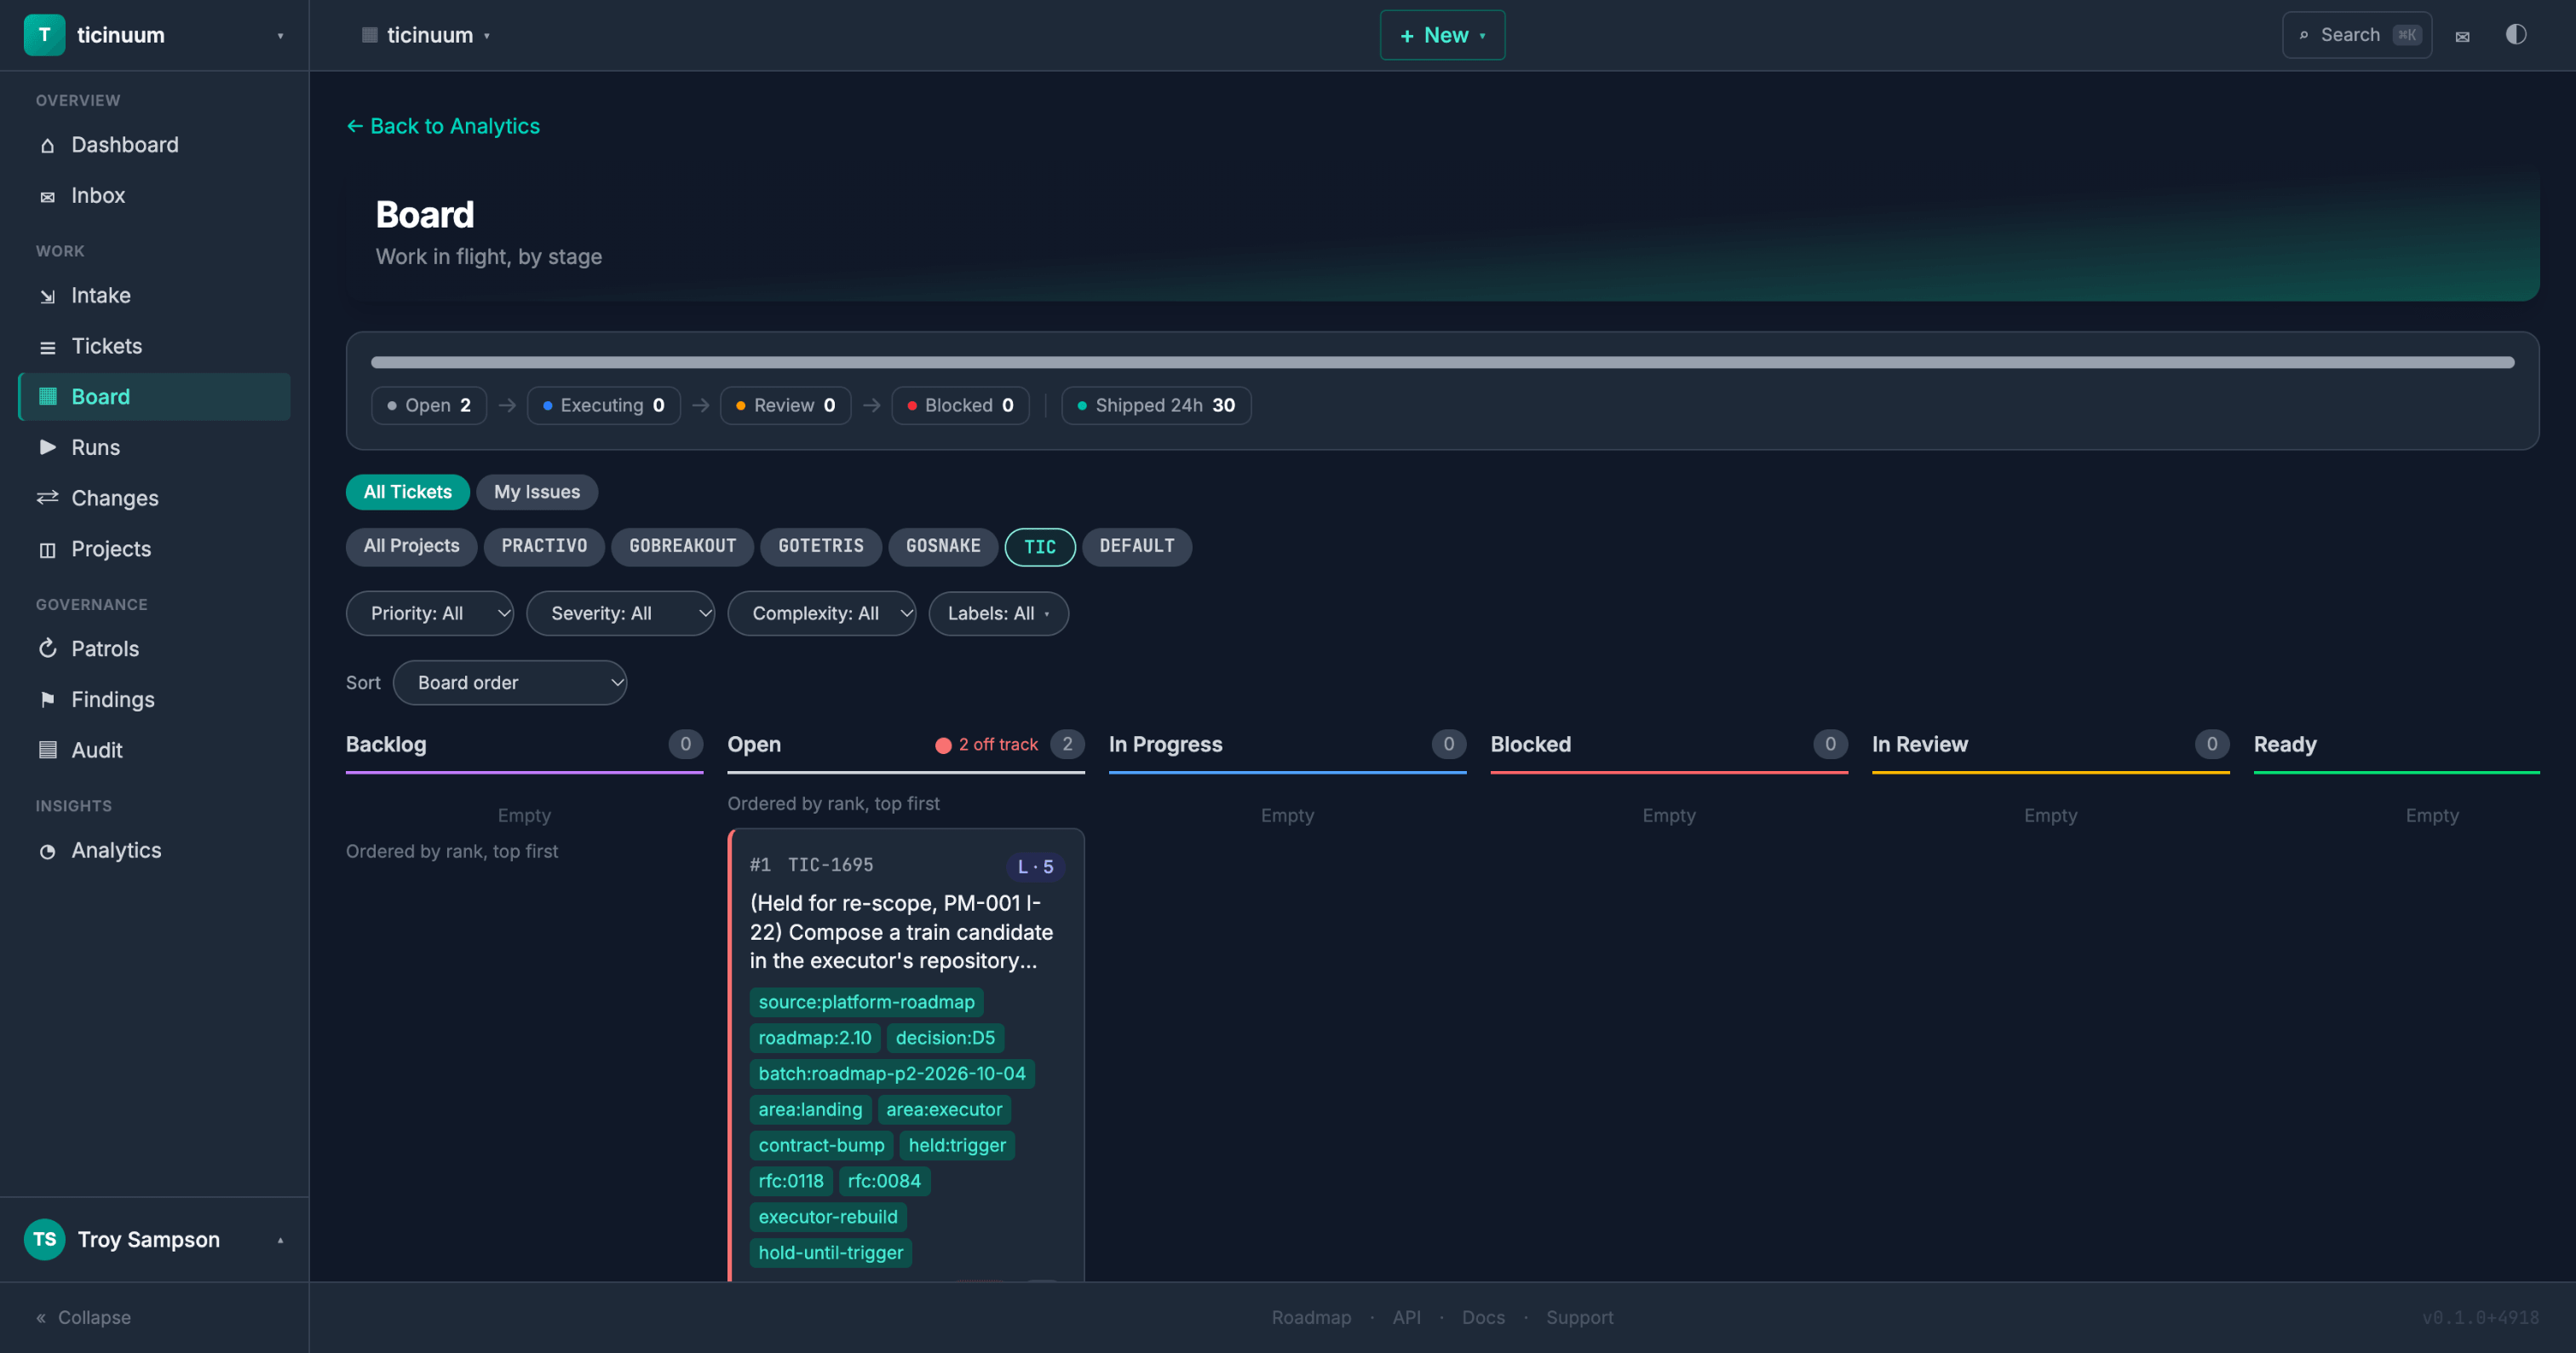 T ticinuum
OVERVIEW
Dashboard
Inbox
WORK
Intake
Tickets
Board
Runs
Changes
Projects
GOVERNANCE
Patrols
Findings
Audit
INSIGHTS
Analytics
TS Troy Sampson
« Collapse
ticinuum
+ New
Search ⌘K
← Back to Analytics
Board
Work in flight, by stage
Open 2 → Executing 0 → Review 0 → Blocked 0 | Shipped 24h 30
All Tickets My Issues
All Projects PRACTIVO GOBREAKOUT GOTETRIS GOSNAKE TIC DEFAULT
Priority: All Severity: All Complexity: All Labels: All
Sort Board order
Backlog 0
Empty
Ordered by rank, top first
Open 2 off track 2
Ordered by rank, top first
#1 TIC-1695 L · 5
(Held for re-scope, PM-001 I-
22) Compose a train candidate
in the executor's repository...
source:platform-roadmap
roadmap:2.10 decision:D5
batch:roadmap-p2-2026-10-04
area:landing area:executor
contract-bump held:trigger
rfc:0118 rfc:0084
executor-rebuild
hold-until-trigger
In Progress 0
Empty
Blocked 0
Empty
In Review 0
Empty
Ready
Empty
Roadmap · API · Docs · Support
v0.1.0+4918